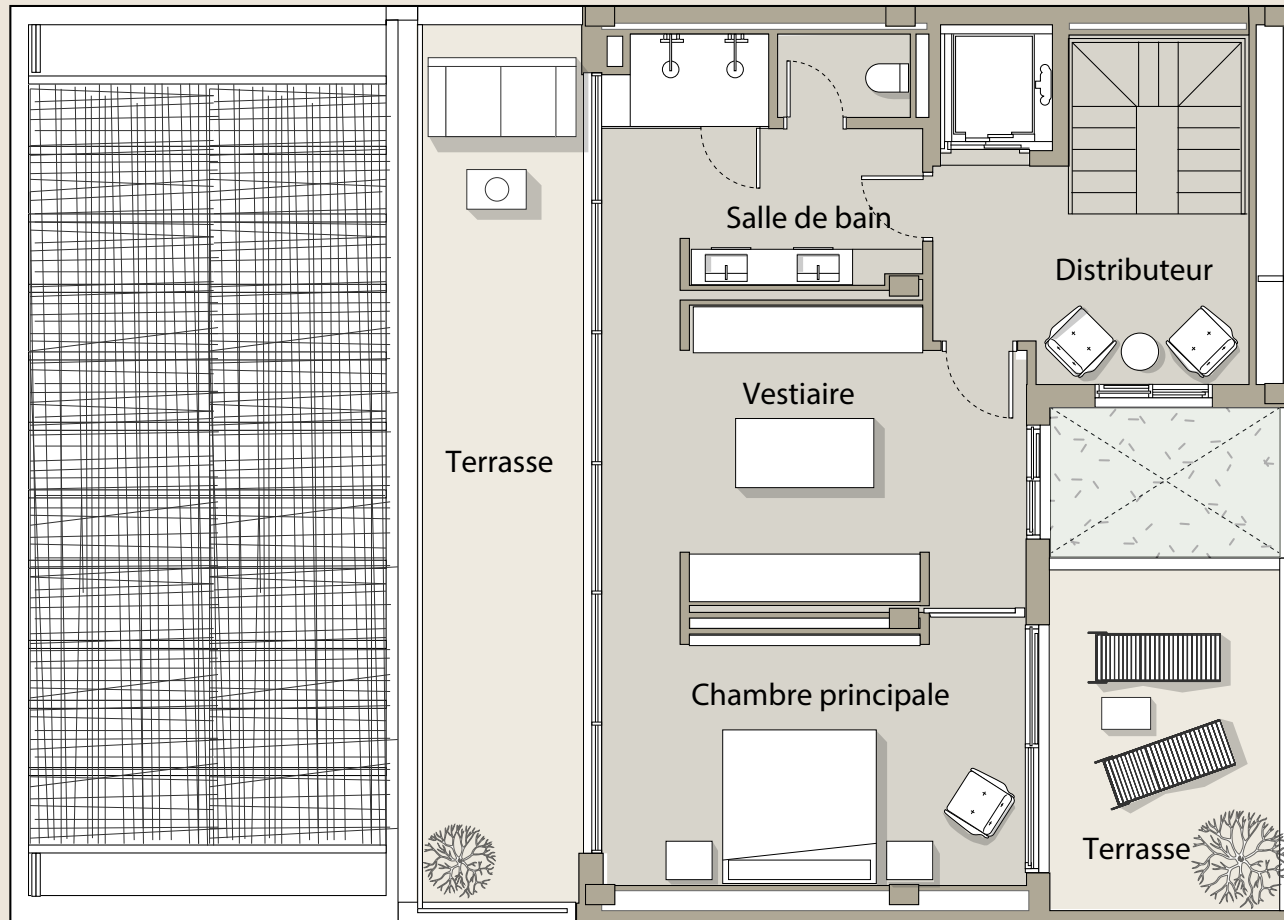 Salle de bain
Distributeur
Vestiaire
Terrasse
Chambre principale
Terrasse